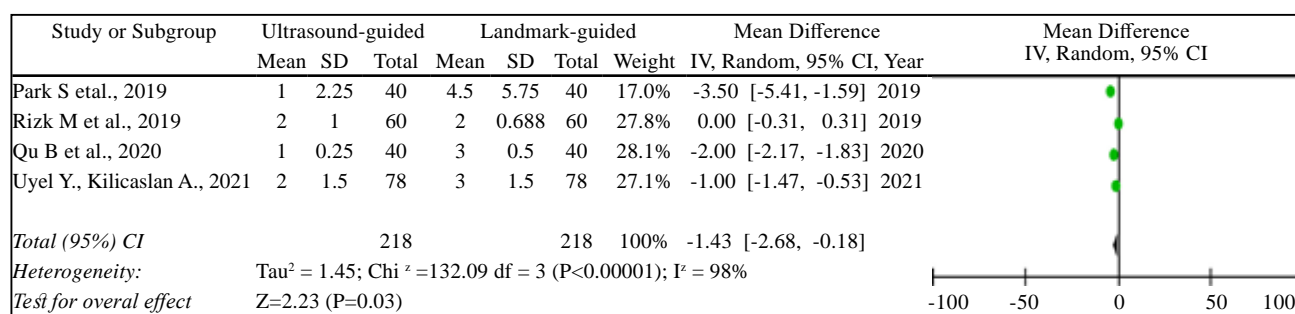 Study or Subgroup Ultrasound-guided Landmark-guided Mean Difference Mean Difference
Mean SD Total Mean SD Total Weight IV, Random, 95% CI, Year IV, Random, 95% CI
Park S etal., 2019 1 2.25 40 4.5 5.75 40 17.0% -3.50 [-5.41, -1.59] 2019
Rizk M et al., 2019 2 1 60 2 0.688 60 27.8% 0.00 [-0.31, 0.31] 2019
Qu B et al., 2020 1 0.25 40 3 0.5 40 28.1% -2.00 [-2.17, -1.83] 2020
Uyel Y., Kilicaslan A., 2021 2 1.5 78 3 1.5 78 27.1% -1.00 [-1.47, -0.53] 2021
Total (95%) CI 218 218 100% -1.43 [-2.68, -0.18]
Heterogeneity: Tau² = 1.45; Chi ᶻ =132.09 df = 3 (P<0.00001); Iᶻ = 98%
Test for overal effect Z=2.23 (P=0.03)
-100 -50 0 50 100